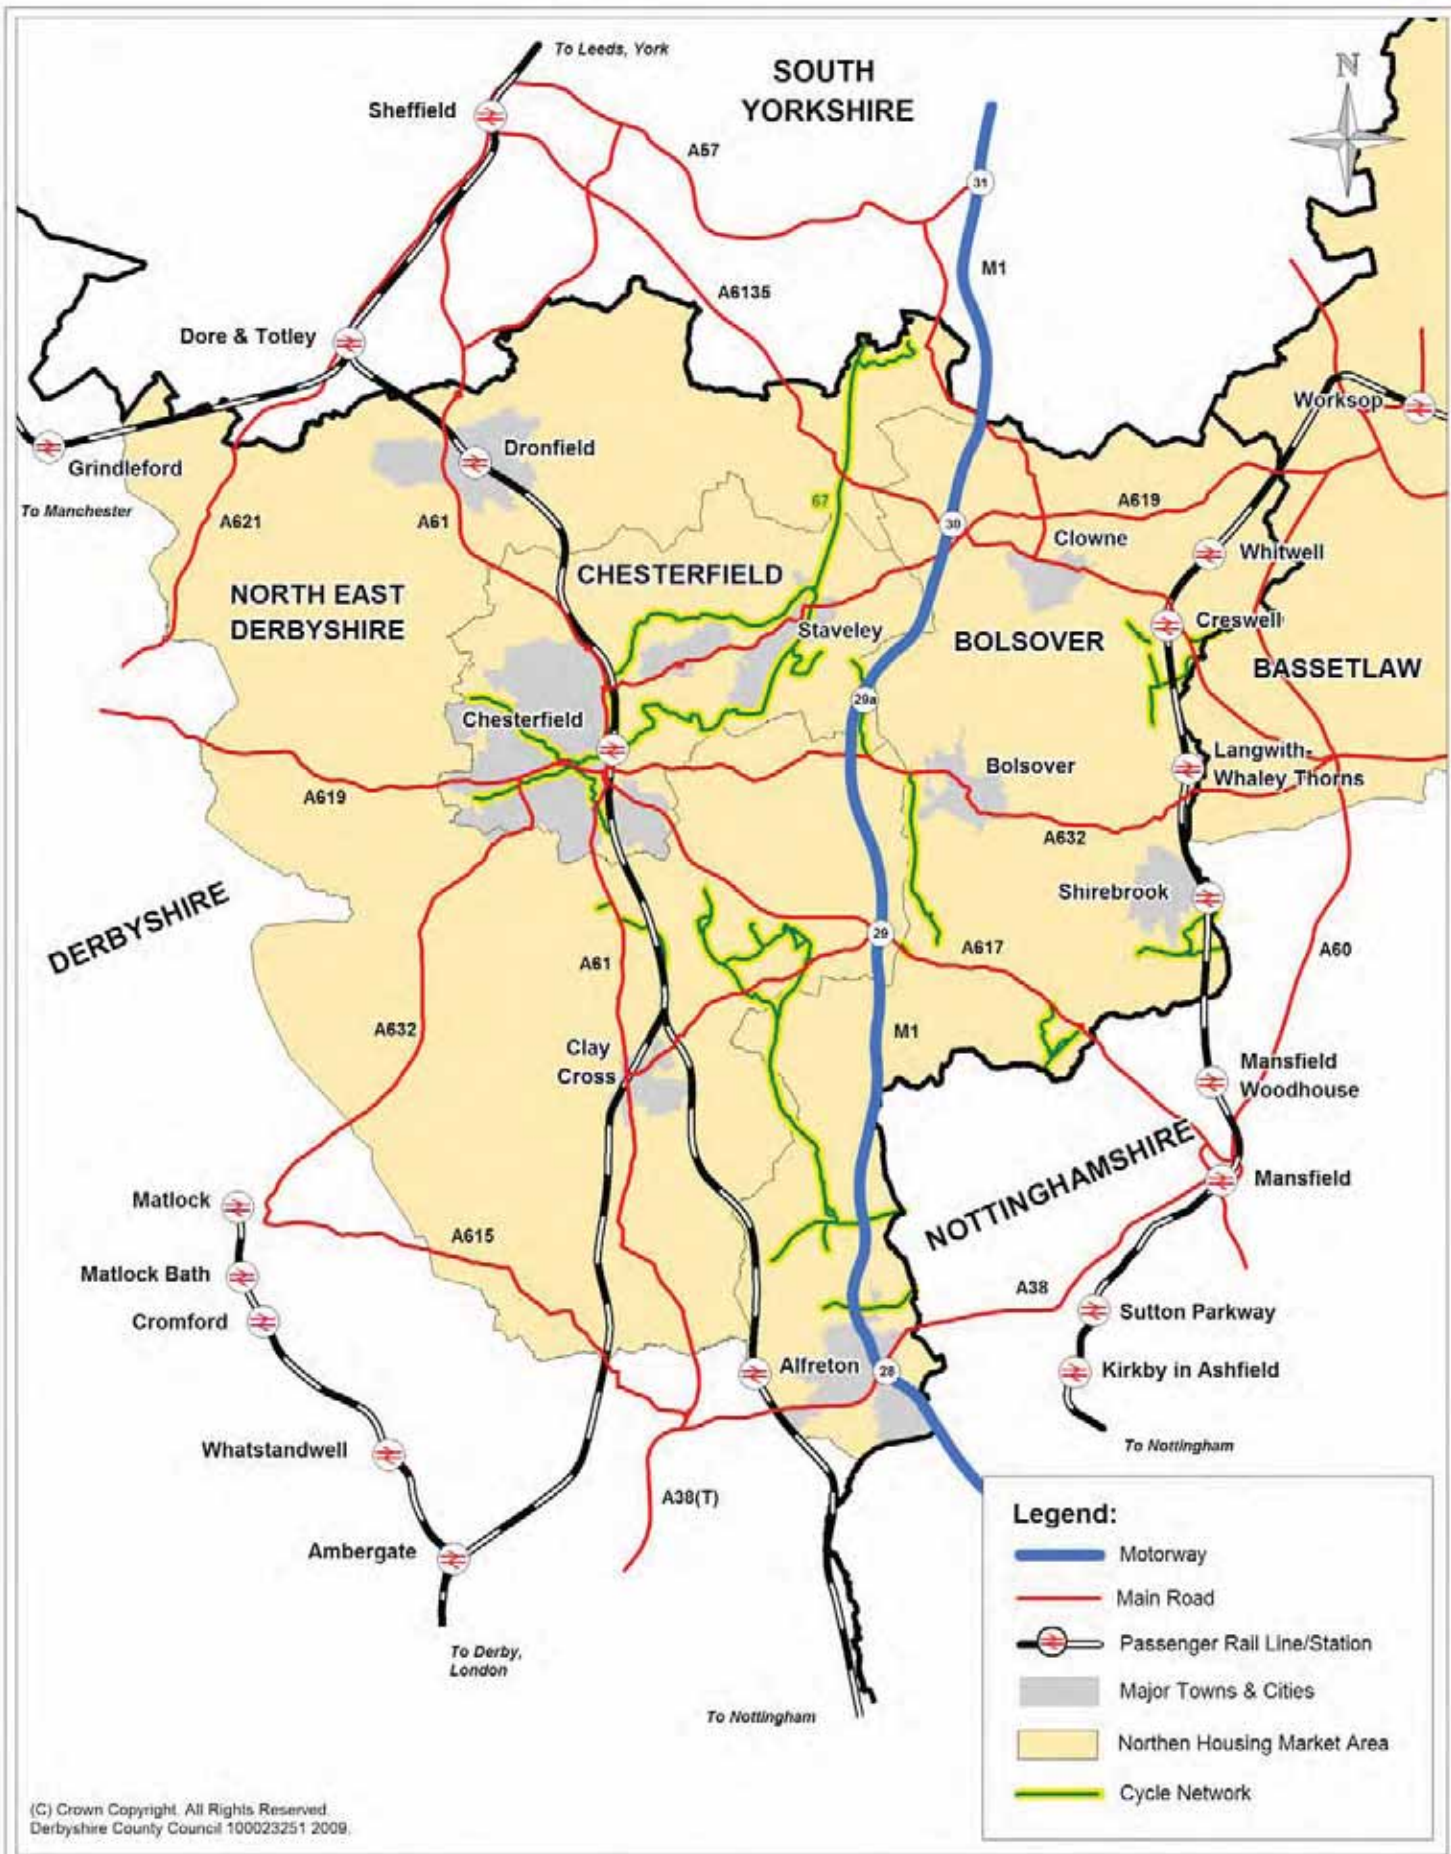 To Leeds, York
SOUTH
YORKSHIRE
N
Sheffield
A57
31
M1
A6135
Dore & Totley
Worksop
Grindleford
Dronfield
To Manchester
A621
A61
67
30
A619
Clowne
Whitwell
CHESTERFIELD
NORTH EAST
DERBYSHIRE
Staveley
Creswell
BOLSOVER
BASSETLAW
29a
Chesterfield
Langwith-
Whaley Thorns
Bolsover
A619
A632
Shirebrook
DERBYSHIRE
29
A617
A60
A61
A632
M1
Clay
Cross
Mansfield
Woodhouse
NOTTINGHAMSHIRE
Mansfield
Matlock
A615
Matlock Bath
A38
Cromford
Sutton Parkway
Alfreton
28
Kirkby in Ashfield
Whatstandwell
To Nottingham
A38(T)
Ambergate
To Derby,
London
To Nottingham
Legend:
Motorway
Main Road
Passenger Rail Line/Station
Major Towns & Cities
Northen Housing Market Area
Cycle Network
(C) Crown Copyright. All Rights Reserved.
Derbyshire County Council 100023251 2009.